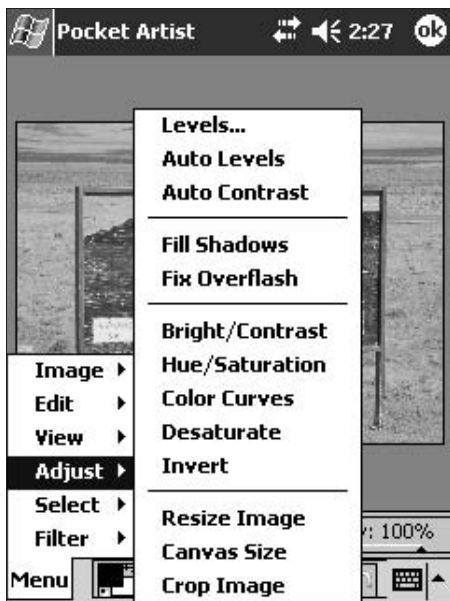 Pocket Artist 2:27 ok
Levels...
Auto Levels
Auto Contrast
Fill Shadows
Fix Overflash
Bright/Contrast
Hue/Saturation
Color Curves
Desaturate
Invert
Resize Image
Canvas Size
Crop Image
Image
Edit
View
Adjust
Select
Filter
y: 100%
Menu